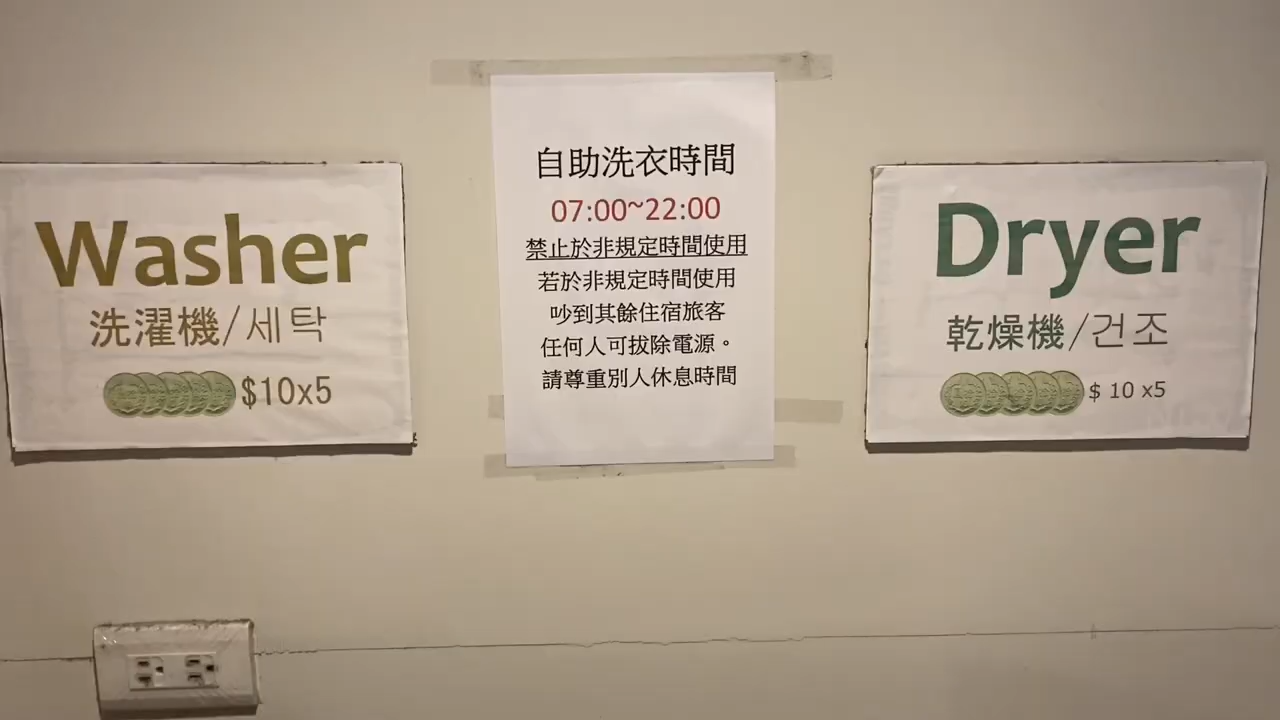 Washer
洗濯機/세탁
$10x5
自助洗衣時間
07:00~22:00
禁止於非規定時間使用
若於非規定時間使用
吵到其餘住宿旅客
任何人可拔除電源。
請尊重別人休息時間
Dryer
乾燥機/건조
$ 10 x5